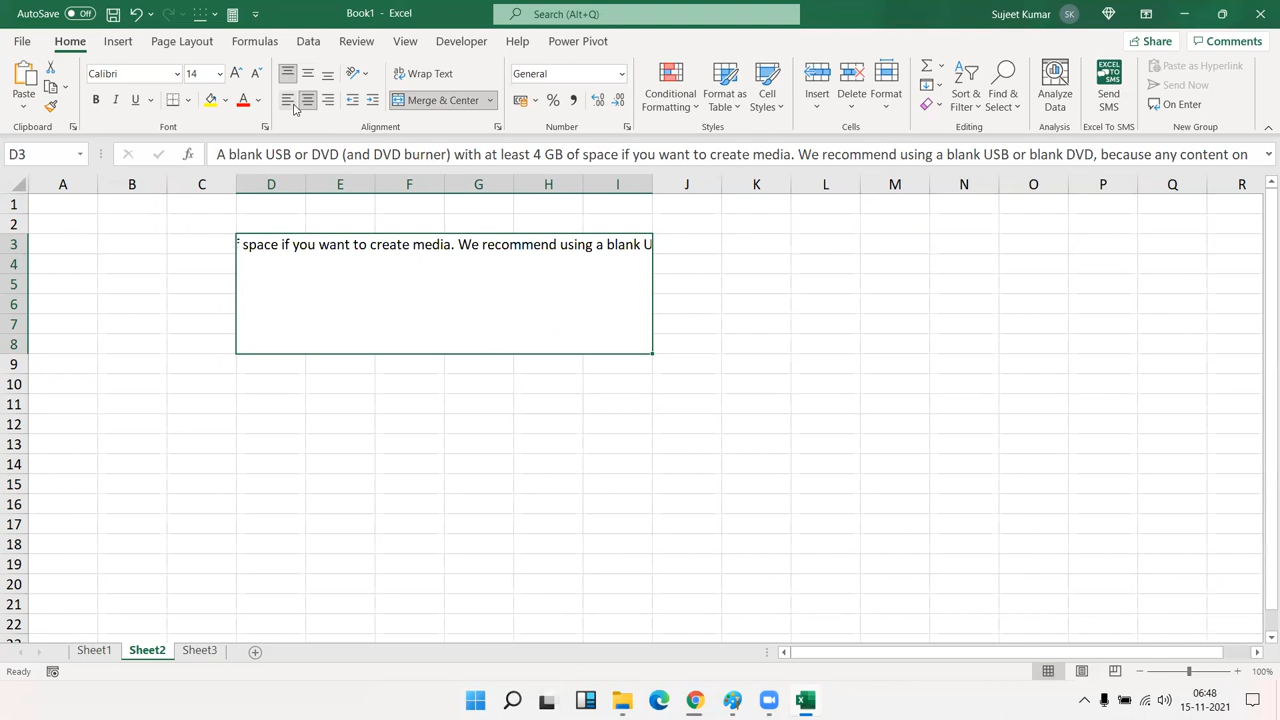 AutoSave Off Book1 - Excel Search (Alt+Q) Sujeet Kumar SK
File Home Insert Page Layout Formulas Data Review View Developer Help Power Pivot Share Comments
Paste Calibri 14 A A Wrap Text General Conditional Formatting Format as Table Cell Styles Insert Delete Format Sort & Filter Find & Select Analyze Data Send SMS Paste as Hyperlink
Send Now
B I U A Merge & Center % On Enter
Clipboard Font Alignment Number Styles Cells Editing Analysis Excel To SMS New Group
D3 fx A blank USB or DVD (and DVD burner) with at least 4 GB of space if you want to create media. We recommend using a blank USB or blank DVD, because any content on
A B C D E F G H I J K L M N O P Q R
1
2
3 f space if you want to create media. We recommend using a blank U
4
5
6
7
8
9
10
11
12
13
14
15
16
17
18
19
20
21
22
Sheet1 Sheet2 Sheet3
Ready 100%
06:48
15-11-2021